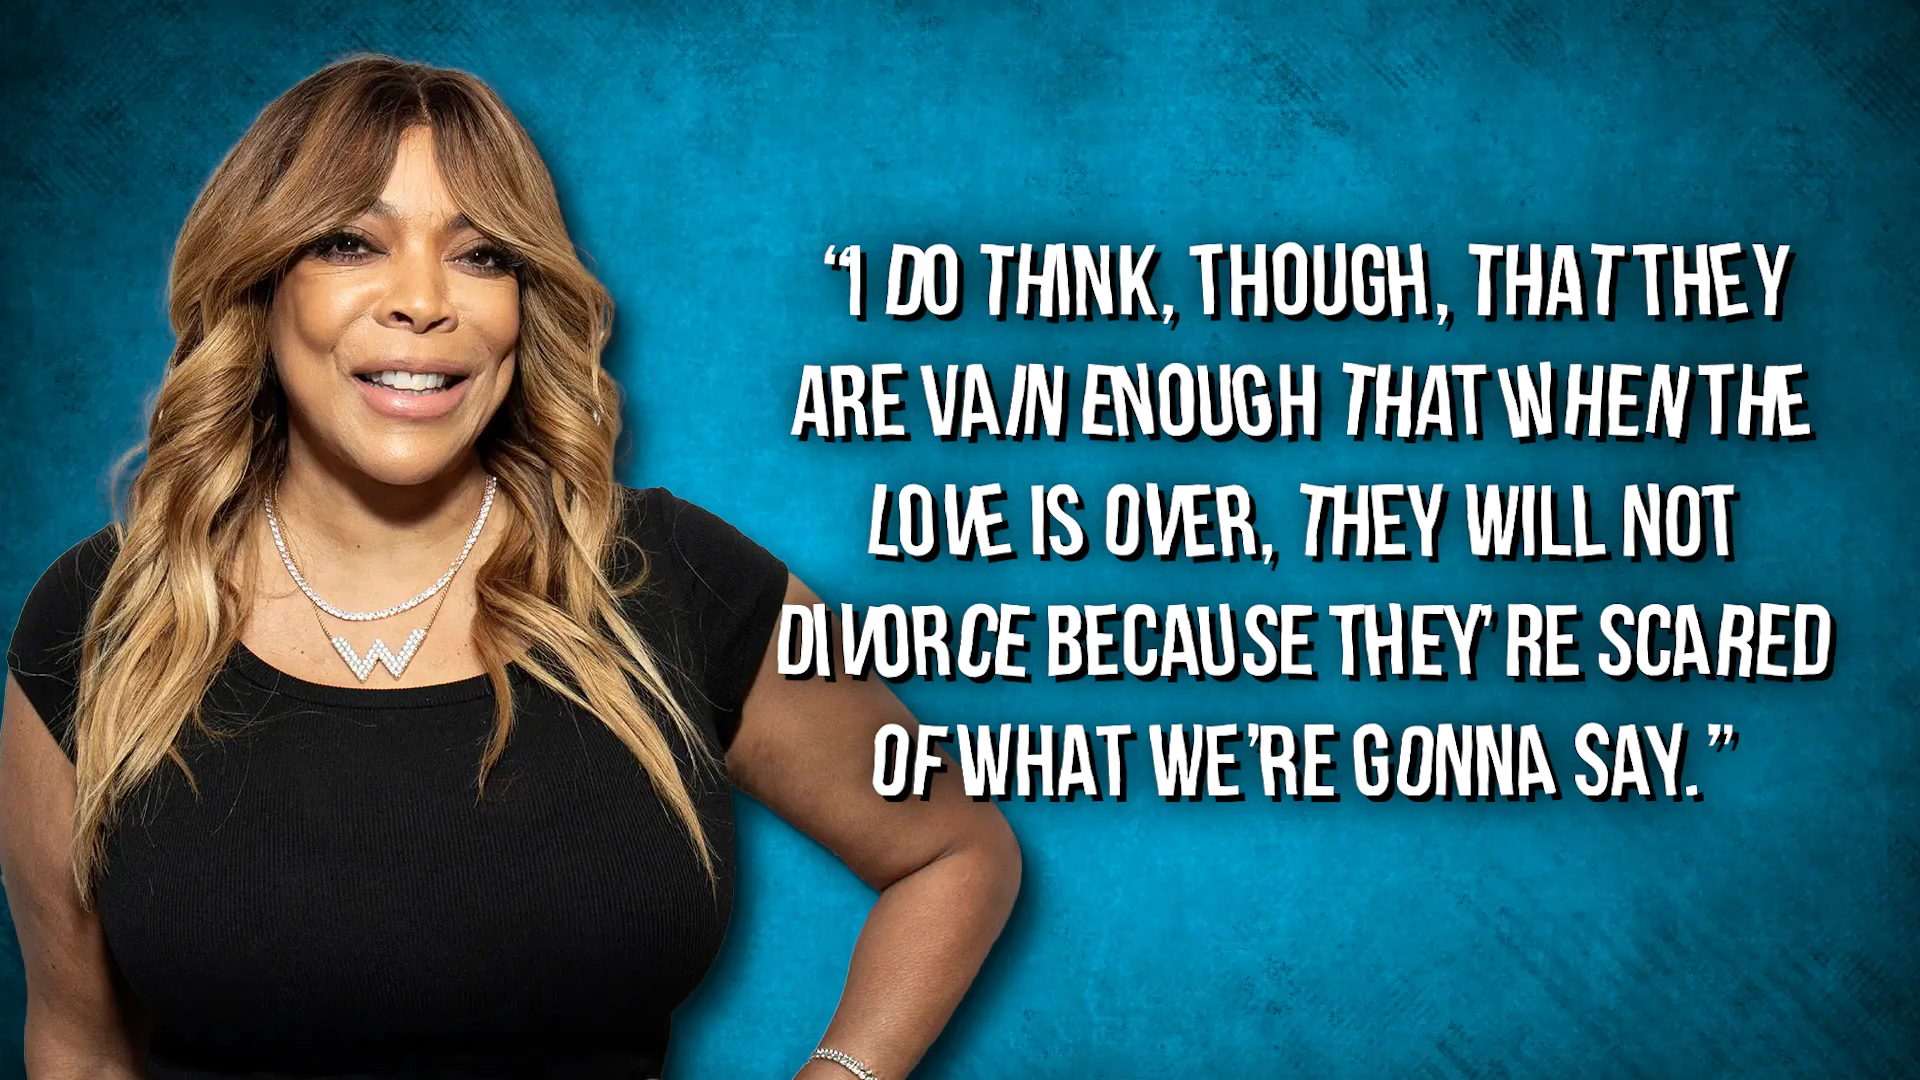 “I DO THINK, THOUGH, THAT THEY
ARE VAIN ENOUGH THAT WHEN THE
LOVE IS OVER, THEY WILL NOT
DIVORCE BECAUSE THEY’RE SCARED
OF WHAT WE’RE GONNA SAY.”
W